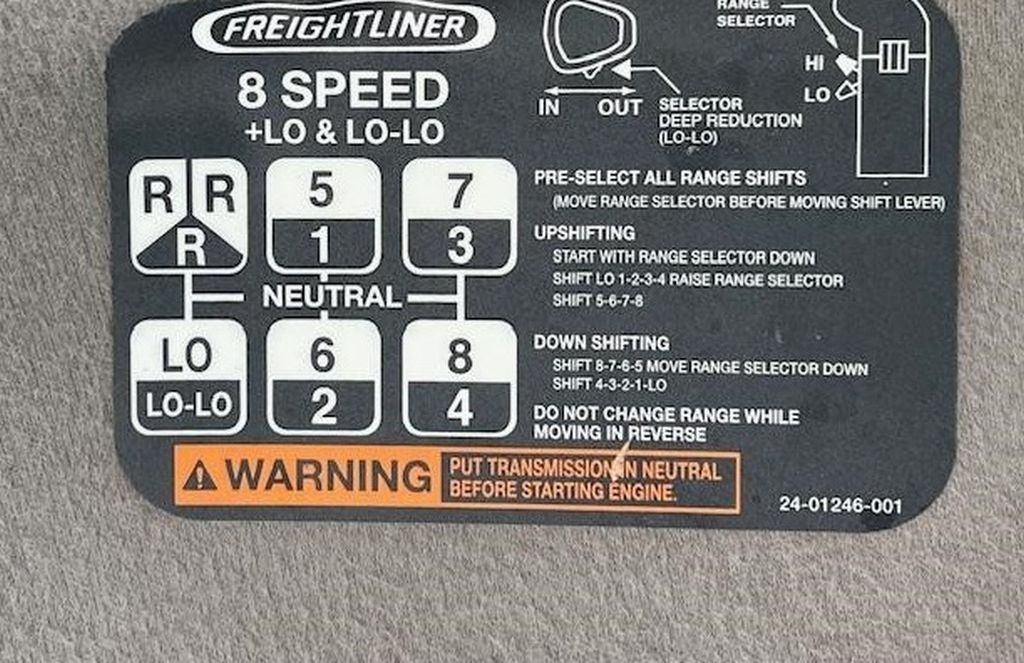 FREIGHTLINER
8 SPEED
+LO & LO-LO
R R
R
5
1
7
3
NEUTRAL
LO
LO-LO
6
2
8
4
RANGE
SELECTOR
HI
LO
IN OUT
SELECTOR
DEEP REDUCTION
(LO-LO)
PRE-SELECT ALL RANGE SHIFTS
(MOVE RANGE SELECTOR BEFORE MOVING SHIFT LEVER)
UPSHIFTING
START WITH RANGE SELECTOR DOWN
SHIFT LO 1-2-3-4 RAISE RANGE SELECTOR
SHIFT 5-6-7-8
DOWN SHIFTING
SHIFT 8-7-6-5 MOVE RANGE SELECTOR DOWN
SHIFT 4-3-2-1-LO
DO NOT CHANGE RANGE WHILE
MOVING IN REVERSE
WARNING
PUT TRANSMISSION IN NEUTRAL
BEFORE STARTING ENGINE.
24-01246-001